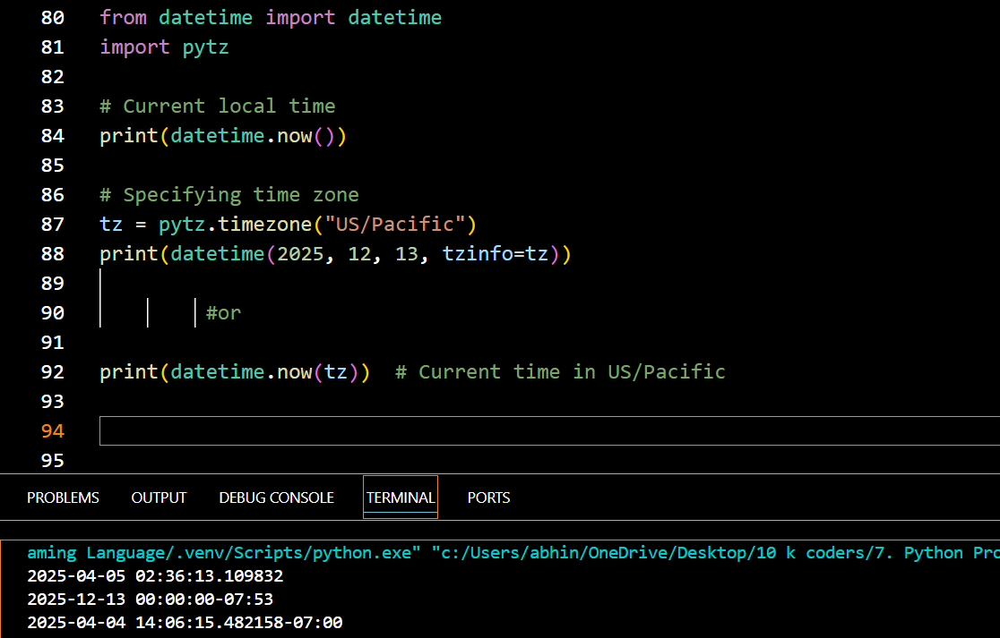 80 from datetime import datetime
81 import pytz
82
83 # Current local time
84 print(datetime.now())
85
86 # Specifying time zone
87 tz = pytz.timezone("US/Pacific")
88 print(datetime(2025, 12, 13, tzinfo=tz))
89
90 #or
91
92 print(datetime.now(tz))  # Current time in US/Pacific
93
94
95
PROBLEMS OUTPUT DEBUG CONSOLE TERMINAL PORTS
aming Language/.venv/Scripts/python.exe" "c:/Users/abhin/OneDrive/Desktop/10 k coders/7. Python Pro
2025-04-05 02:36:13.109832
2025-12-13 00:00:00-07:53
2025-04-04 14:06:15.482158-07:00